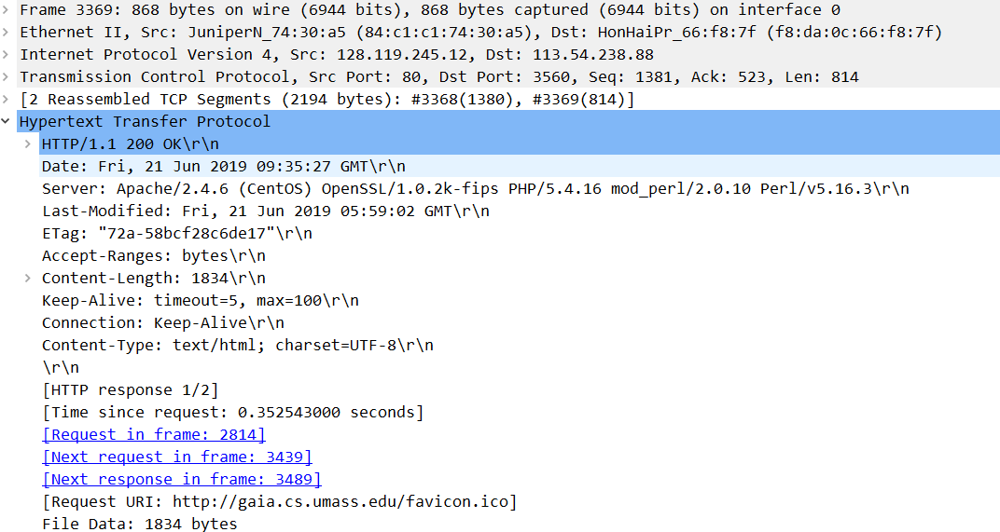 Frame 3369: 868 bytes on wire (6944 bits), 868 bytes captured (6944 bits) on interface 0
Ethernet II, Src: JuniperN_74:30:a5 (84:c1:c1:74:30:a5), Dst: HonHaiPr_66:f8:7f (f8:da:0c:66:f8:7f)
Internet Protocol Version 4, Src: 128.119.245.12, Dst: 113.54.238.88
Transmission Control Protocol, Src Port: 80, Dst Port: 3560, Seq: 1381, Ack: 523, Len: 814
[2 Reassembled TCP Segments (2194 bytes): #3368(1380), #3369(814)]
Hypertext Transfer Protocol
HTTP/1.1 200 OK\r\n
Date: Fri, 21 Jun 2019 09:35:27 GMT\r\n
Server: Apache/2.4.6 (CentOS) OpenSSL/1.0.2k-fips PHP/5.4.16 mod_perl/2.0.10 Perl/v5.16.3\r\n
Last-Modified: Fri, 21 Jun 2019 05:59:02 GMT\r\n
ETag: "72a-58bcf28c6de17"\r\n
Accept-Ranges: bytes\r\n
Content-Length: 1834\r\n
Keep-Alive: timeout=5, max=100\r\n
Connection: Keep-Alive\r\n
Content-Type: text/html; charset=UTF-8\r\n
\r\n
[HTTP response 1/2]
[Time since request: 0.352543000 seconds]
[Request in frame: 2814]
[Next request in frame: 3439]
[Next response in frame: 3489]
[Request URI: http://gaia.cs.umass.edu/favicon.ico]
File Data: 1834 bytes